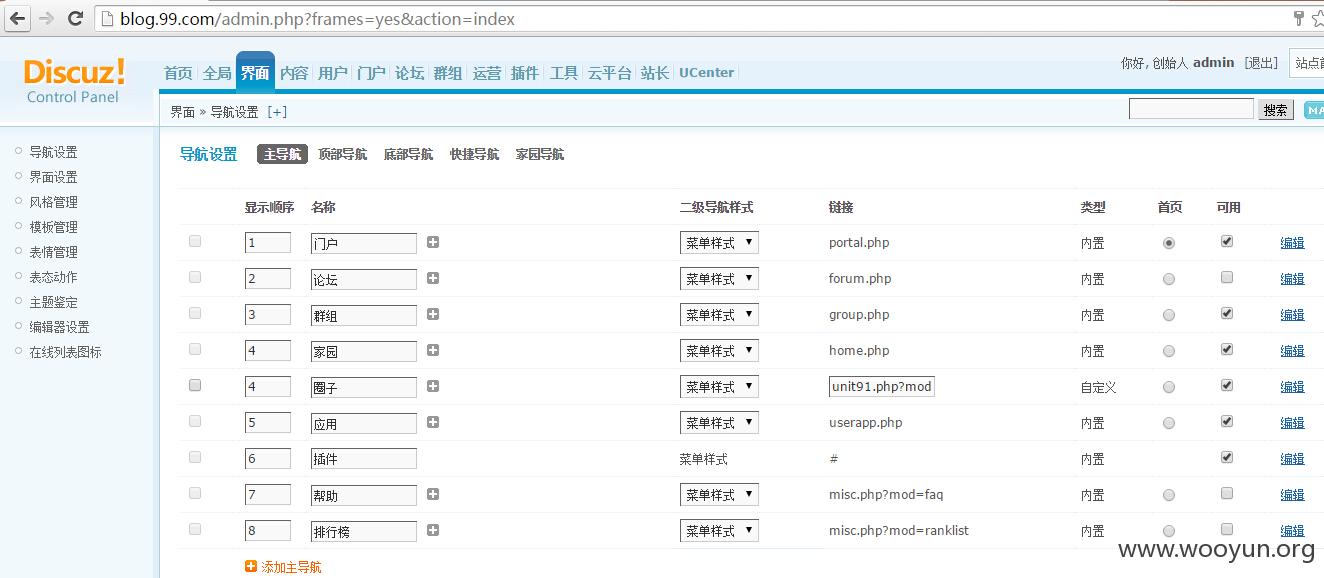 blog.99.com/admin.php?frames=yes&action=index
Discuz!
Control Panel
首页 全局 界面 内容 用户 门户 论坛 群组 运营 插件 工具 云平台 站长 UCenter
你好, 创始人 admin [退出]
界面 » 导航设置 [+]
搜索
导航设置
界面设置
风格管理
模板管理
表情管理
表态动作
主题鉴定
编辑器设置
在线列表图标
导航设置 主导航 顶部导航 底部导航 快捷导航 家园导航
显示顺序 名称 二级导航样式 链接 类型 首页 可用
1 门户 菜单样式 portal.php 内置 编辑
2 论坛 菜单样式 forum.php 内置 编辑
3 群组 菜单样式 group.php 内置 编辑
4 家园 菜单样式 home.php 内置 编辑
4 圈子 菜单样式 unit91.php?mod 自定义 编辑
5 应用 菜单样式 userapp.php 内置 编辑
6 插件 菜单样式 # 内置 编辑
7 帮助 菜单样式 misc.php?mod=faq 内置 编辑
8 排行榜 菜单样式 misc.php?mod=ranklist 内置 编辑
添加主导航
www.wooyun.org